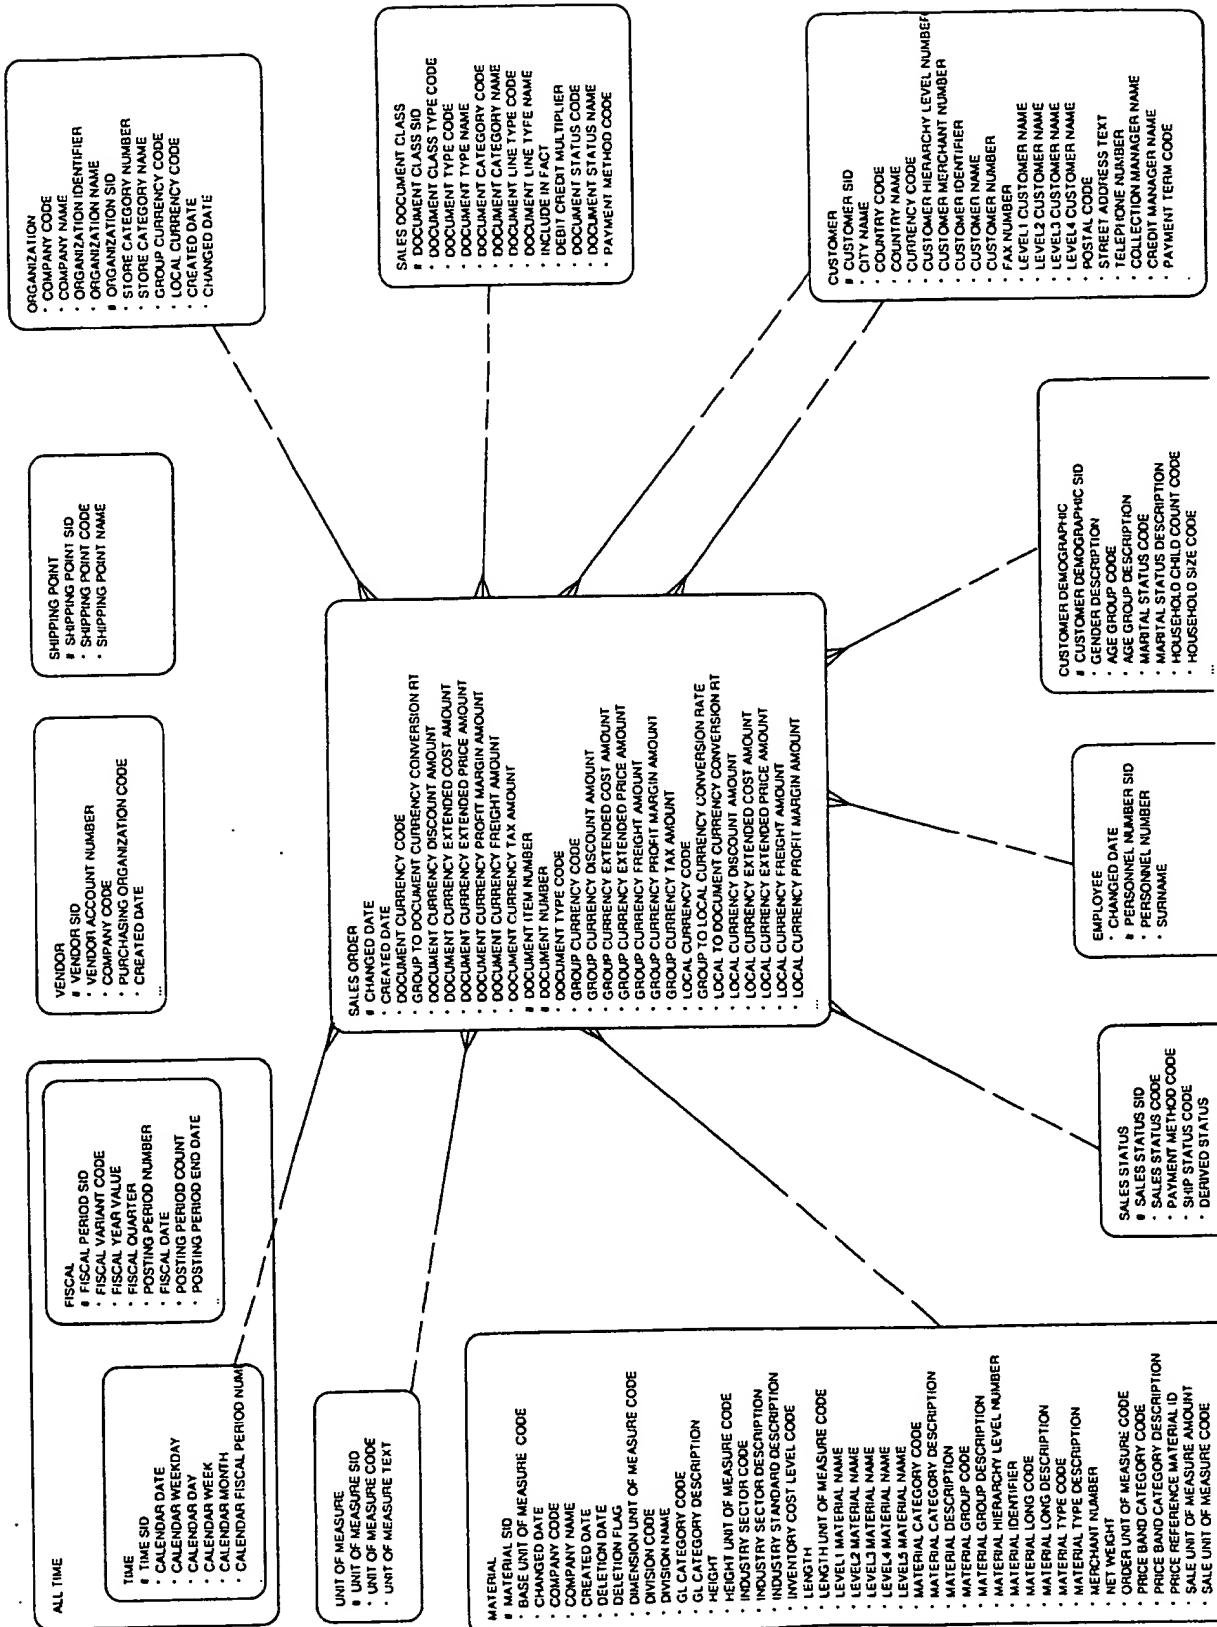 ALL TIME
TIME
# TIME SID
· CALENDAR DATE
· CALENDAR WEEKDAY
· CALENDAR DAY
· CALENDAR WEEK
· CALENDAR MONTH
· CALENDAR FISCAL PERIOD NUM
FISCAL
# FISCAL PERIOD SID
· FISCAL VARIANT CODE
· FISCAL YEAR VALUE
· FISCAL QUARTER
· POSTING PERIOD NUMBER
· FISCAL DATE
· POSTING PERIOD COUNT
· POSTING PERIOD END DATE
...
VENDOR
# VENDOR SID
· VENDOR ACCOUNT NUMBER
· COMPANY CODE
· PURCHASING ORGANIZATION CODE
· CREATED DATE
...
SHIPPING POINT
# SHIPPING POINT SID
· SHIPPING POINT CODE
· SHIPPING POINT NAME
ORGANIZATION
· COMPANY CODE
· COMPANY NAME
· ORGANIZATION IDENTIFIER
· ORGANIZATION NAME
# ORGANIZATION SID
· STORE CATEGORY NUMBER
· STORE CATEGORY NAME
· GROUP CURRENCY CODE
· LOCAL CURRENCY CODE
· CREATED DATE
· CHANGED DATE
UNIT OF MEASURE
# UNIT OF MEASURE SID
· UNIT OF MEASURE CODE
· UNIT OF MEASURE TEXT
SALES ORDER
# CHANGED DATE
· CREATED DATE
· DOCUMENT CURRENCY CODE
· GROUP TO DOCUMENT CURRENCY CONVERSION RT
· DOCUMENT CURRENCY DISCOUNT AMOUNT
· DOCUMENT CURRENCY EXTENDED COST AMOUNT
· DOCUMENT CURRENCY EXTENDED PRICE AMOUNT
· DOCUMENT CURRENCY PROFIT MARGIN AMOUNT
· DOCUMENT CURRENCY FREIGHT AMOUNT
· DOCUMENT CURRENCY TAX AMOUNT
# DOCUMENT ITEM NUMBER
# DOCUMENT NUMBER
· DOCUMENT TYPE CODE
· GROUP CURRENCY CODE
· GROUP CURRENCY DISCOUNT AMOUNT
· GROUP CURRENCY EXTENDED COST AMOUNT
· GROUP CURRENCY EXTENDED PRICE AMOUNT
· GROUP CURRENCY FREIGHT AMOUNT
· GROUP CURRENCY PROFIT MARGIN AMOUNT
· GROUP CURRENCY TAX AMOUNT
· LOCAL CURRENCY CODE
· GROUP TO LOCAL CURRENCY CONVERSION RATE
· LOCAL TO DOCUMENT CURRENCY CONVERSION RT
· LOCAL CURRENCY DISCOUNT AMOUNT
· LOCAL CURRENCY EXTENDED COST AMOUNT
· LOCAL CURRENCY EXTENDED PRICE AMOUNT
· LOCAL CURRENCY FREIGHT AMOUNT
· LOCAL CURRENCY PROFIT MARGIN AMOUNT
...
SALES DOCUMENT CLASS
# DOCUMENT CLASS SID
· DOCUMENT CLASS TYPE CODE
· DOCUMENT TYPE CODE
· DOCUMENT TYPE NAME
· DOCUMENT CATEGORY CODE
· DOCUMENT CATEGORY NAME
· DOCUMENT LINE TYPE CODE
· DOCUMENT LINE TYPE NAME
· INCLUDE IN FACT
· DEBIT CREDIT MULTIPLIER
· DOCUMENT STATUS CODE
· DOCUMENT STATUS NAME
· PAYMENT METHOD CODE
MATERIAL
# MATERIAL SID
· BASE UNIT OF MEASURE CODE
· CHANGED DATE
· COMPANY CODE
· COMPANY NAME
· CREATED DATE
· DELETION DATE
· DELETION FLAG
· DIMENSION UNIT OF MEASURE CODE
· DIVISION CODE
· DIVISION NAME
· GL CATEGORY CODE
· GL CATEGORY DESCRIPTION
· HEIGHT
· HEIGHT UNIT OF MEASURE CODE
· INDUSTRY SECTOR CODE
· INDUSTRY SECTOR DESCRIPTION
· INDUSTRY STANDARD DESCRIPTION
· INVENTORY COST LEVEL CODE
· LENGTH
· LENGTH UNIT OF MEASURE CODE
· LEVEL1 MATERIAL NAME
· LEVEL2 MATERIAL NAME
· LEVEL3 MATERIAL NAME
· LEVEL4 MATERIAL NAME
· LEVEL5 MATERIAL NAME
· MATERIAL CATEGORY CODE
· MATERIAL CATEGORY DESCRIPTION
· MATERIAL DESCRIPTION
· MATERIAL GROUP CODE
· MATERIAL GROUP DESCRIPTION
· MATERIAL HIERARCHY LEVEL NUMBER
· MATERIAL IDENTIFIER
· MATERIAL LONG CODE
· MATERIAL LONG DESCRIPTION
· MATERIAL TYPE CODE
· MATERIAL TYPE DESCRIPTION
· MERCHANT NUMBER
· NET WEIGHT
· ORDER UNIT OF MEASURE CODE
· PRICE BAND CATEGORY CODE
· PRICE BAND CATEGORY DESCRIPTION
· PRICE REFERENCE MATERIAL ID
· SALE UNIT OF MEASURE AMOUNT
· SALE UNIT OF MEASURE CODE
CUSTOMER
# CUSTOMER SID
· CITY NAME
· COUNTRY CODE
· COUNTRY NAME
· CURRENCY CODE
· CUSTOMER HIERARCHY LEVEL NUMBER
· CUSTOMER MERCHANT NUMBER
· CUSTOMER IDENTIFIER
· CUSTOMER NAME
· CUSTOMER NUMBER
· FAX NUMBER
· LEVEL1 CUSTOMER NAME
· LEVEL2 CUSTOMER NAME
· LEVEL3 CUSTOMER NAME
· LEVEL4 CUSTOMER NAME
· POSTAL CODE
· STREET ADDRESS TEXT
· TELEPHONE NUMBER
· COLLECTION MANAGER NAME
· CREDIT MANAGER NAME
· PAYMENT TERM CODE
SALES STATUS
# SALES STATUS SID
· SALES STATUS CODE
· PAYMENT METHOD CODE
· SHIP STATUS CODE
· DERIVED STATUS
EMPLOYEE
· CHANGED DATE
# PERSONNEL NUMBER SID
· PERSONNEL NUMBER
· SURNAME
CUSTOMER DEMOGRAPHIC
# CUSTOMER DEMOGRAPHIC SID
· GENDER DESCRIPTION
· AGE GROUP CODE
· AGE GROUP DESCRIPTION
· MARITAL STATUS CODE
· MARITAL STATUS DESCRIPTION
· HOUSEHOLD CHILD COUNT CODE
· HOUSEHOLD SIZE CODE
...